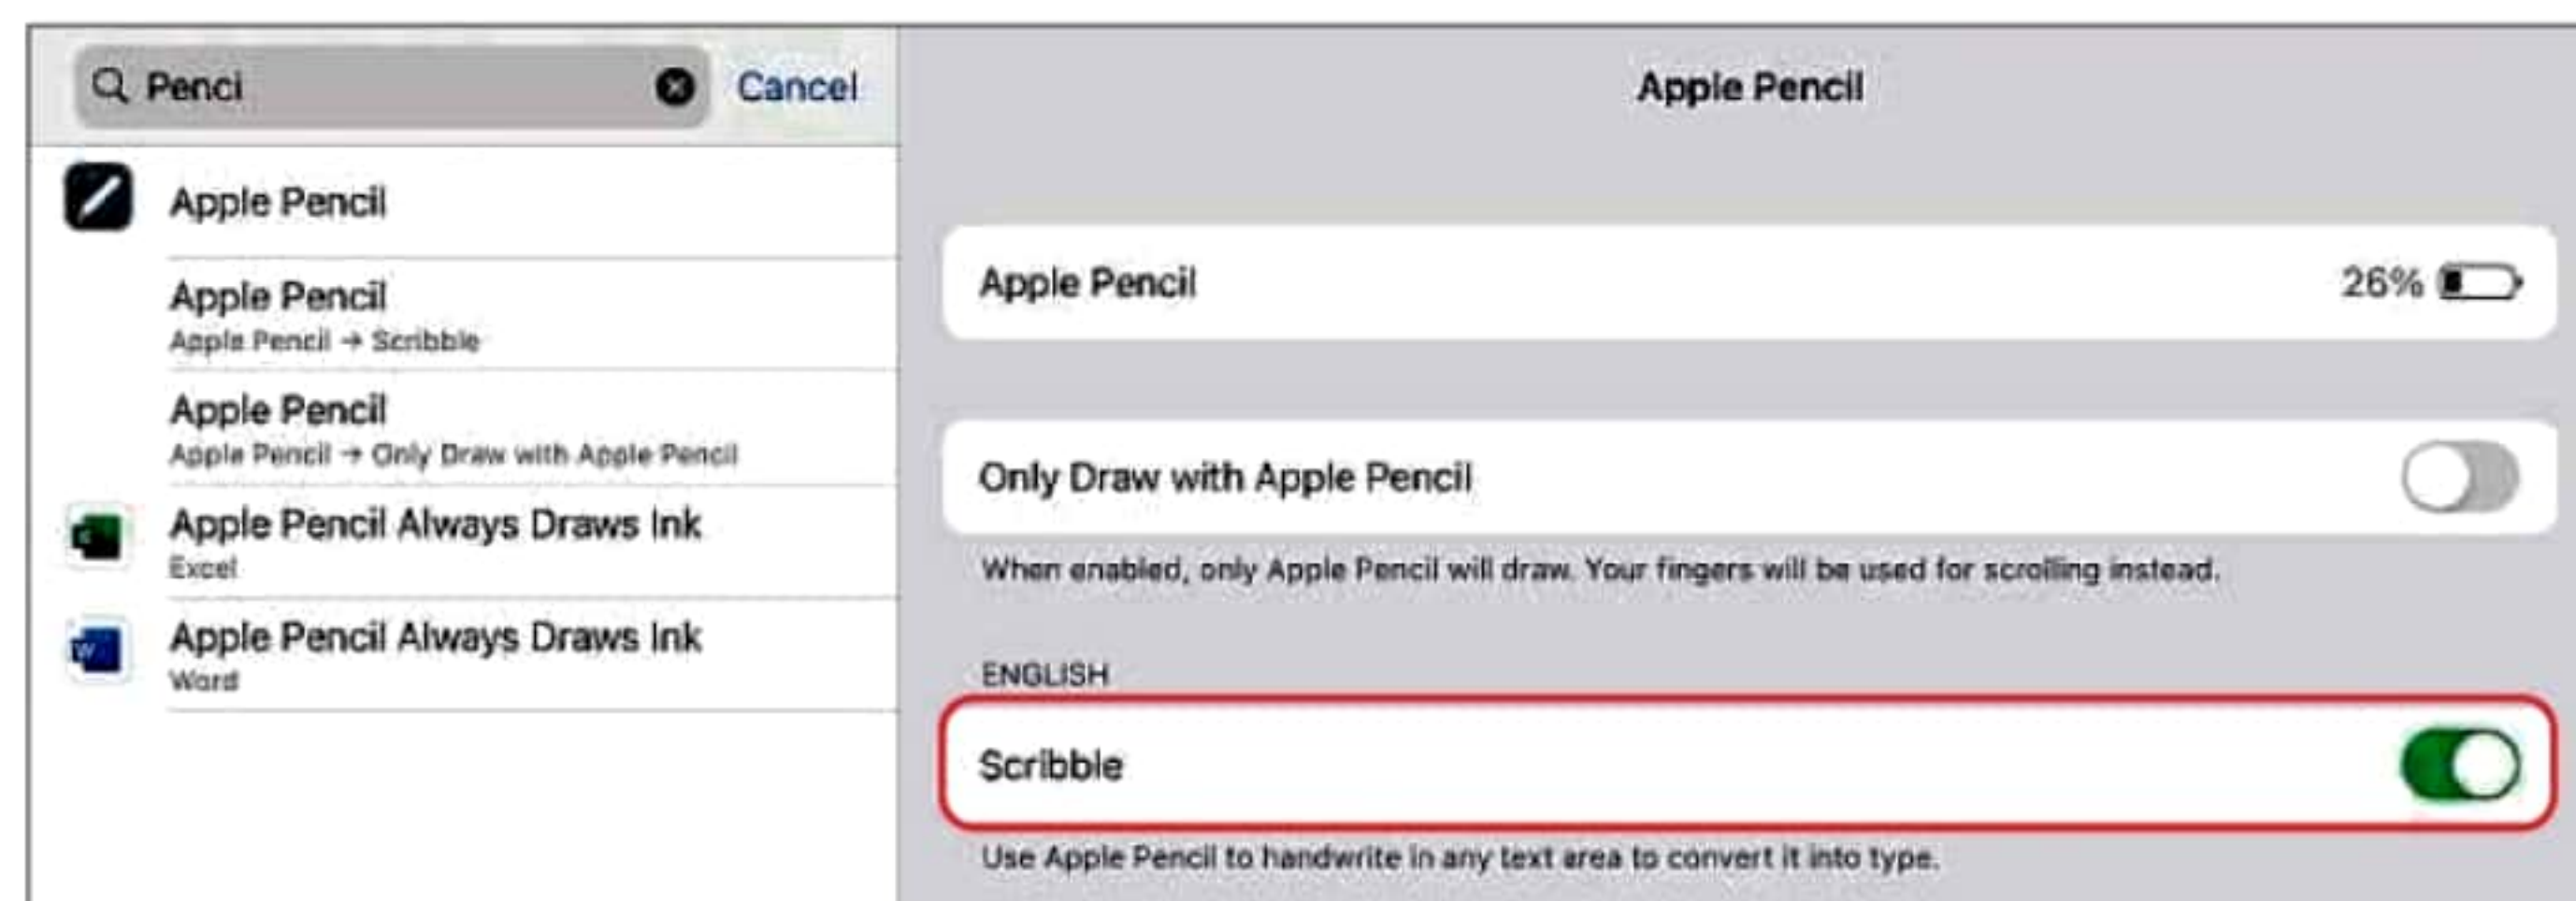 Penci
Cancel
Apple Pencil
Apple Pencil
Apple Pencil → Scribble
Apple Pencil
Apple Pencil → Only Draw with Apple Pencil
Apple Pencil Always Draws Ink
Excel
Apple Pencil Always Draws Ink
W
Word
Apple Pencil
Apple Pencil
26%
Only Draw with Apple Pencil
When enabled, only Apple Pencil will draw. Your fingers will be used for scrolling instead.
ENGLISH
Scribble
Use Apple Pencil to handwrite in any text area to convert it into type.